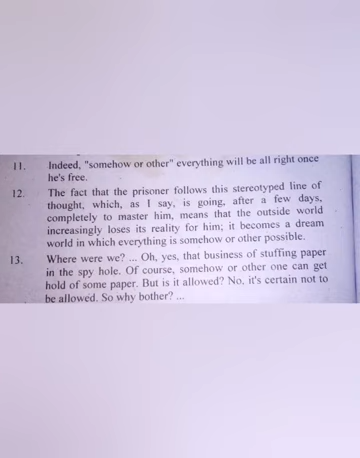 11. Indeed, "somehow or other" everything will be all right once
he's free.
12. The fact that the prisoner follows this stereotyped line of
thought, which, as I say, is going, after a few days,
completely to master him, means that the outside world
increasingly loses its reality for him; it becomes a dream
world in which everything is somehow or other possible.
13. Where were we? ... Oh, yes, that business of stuffing paper
in the spy hole. Of course, somehow or other one can get
hold of some paper. But is it allowed? No, it's certain not to
be allowed. So why bother? ...